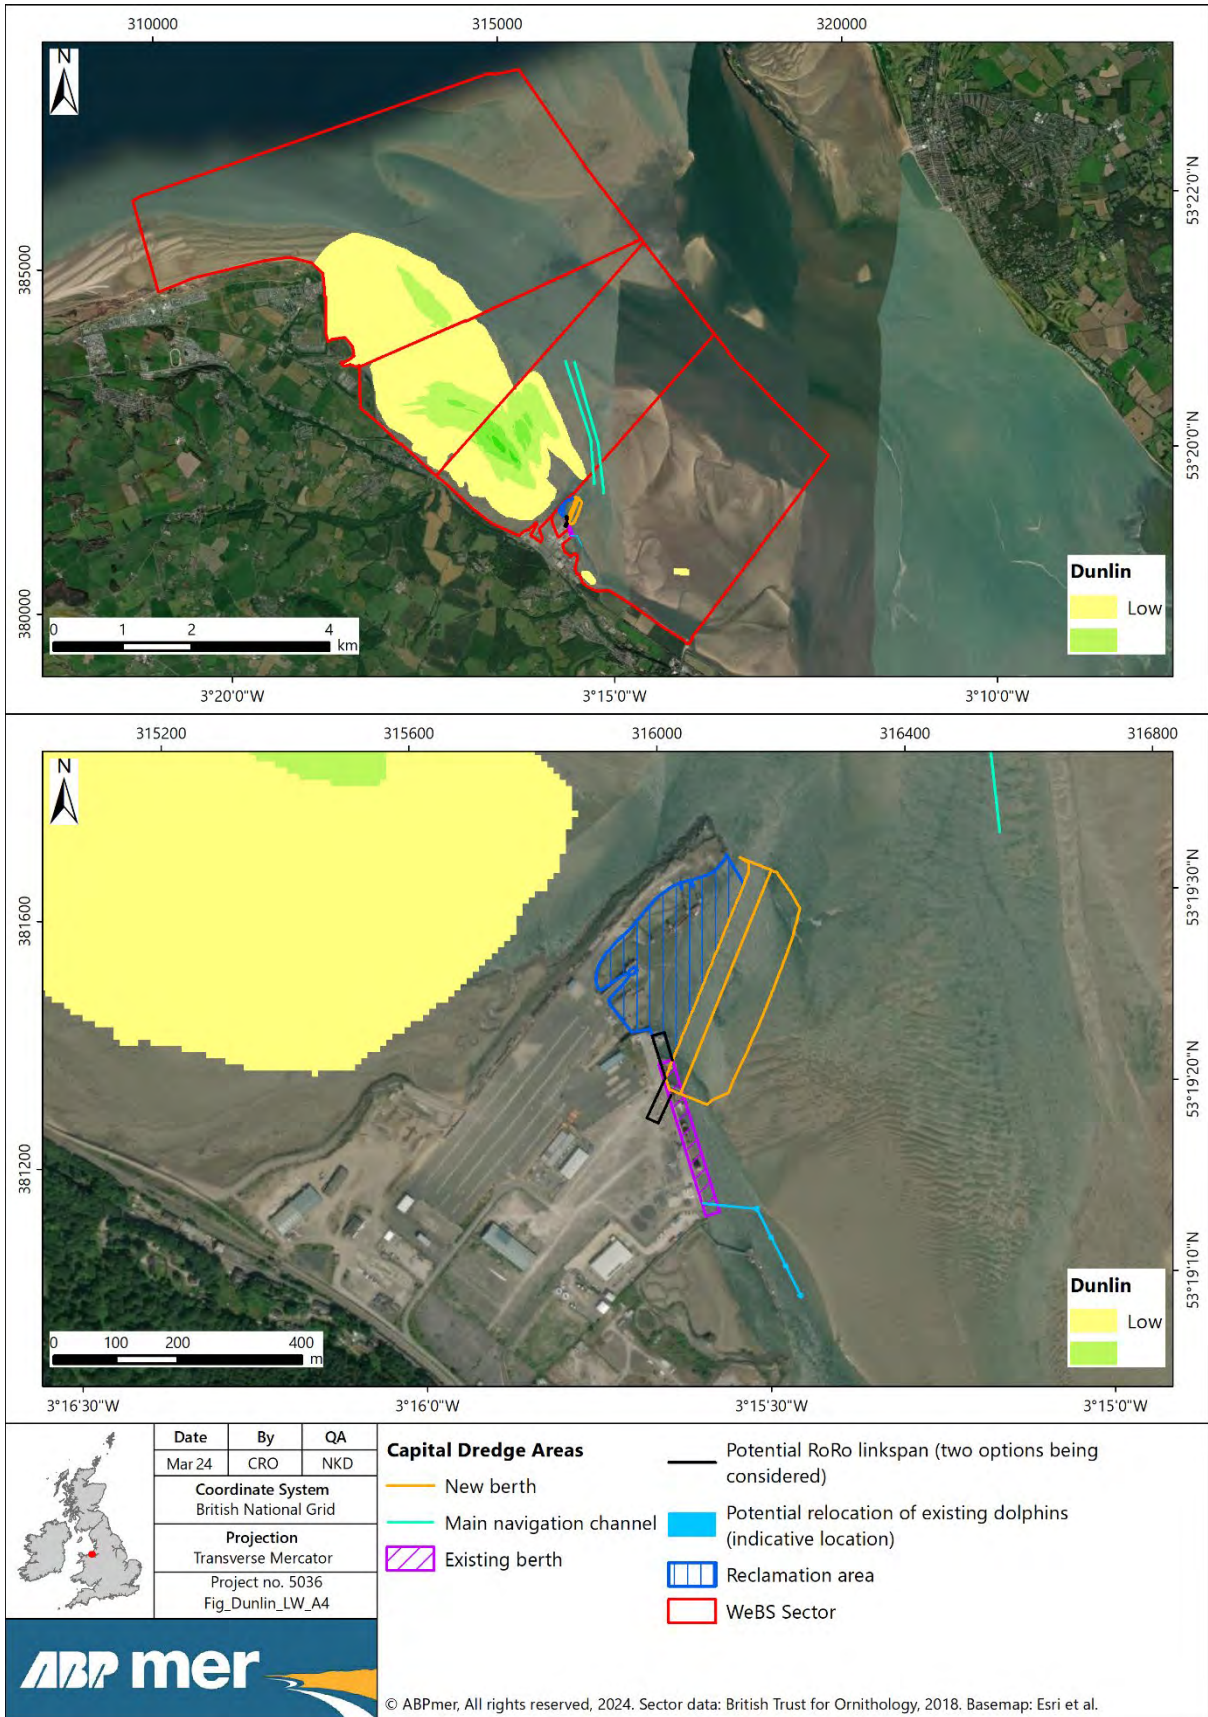 310000 315000 320000
N
385000
380000
53°22'0"N
53°20'0"N
Dunlin
Low
0 1 2 4
km
3°20'0"W 3°15'0"W 3°10'0"W
315200 315600 316000 316400 316800
N
381600
381200
53°19'30"N
53°19'20"N
53°19'10"N
Dunlin
Low
0 100 200 400
m
3°16'30"W 3°16'0"W 3°15'30"W 3°15'0"W
Date By QA
Mar 24 CRO NKD
Coordinate System
British National Grid
Projection
Transverse Mercator
Project no. 5036
Fig_Dunlin_LW_A4
ABP mer
Capital Dredge Areas
New berth
Main navigation channel
Existing berth
Potential RoRo linkspan (two options being
considered)
Potential relocation of existing dolphins
(indicative location)
Reclamation area
WeBS Sector
© ABPmer, All rights reserved, 2024. Sector data: British Trust for Ornithology, 2018. Basemap: Esri et al.